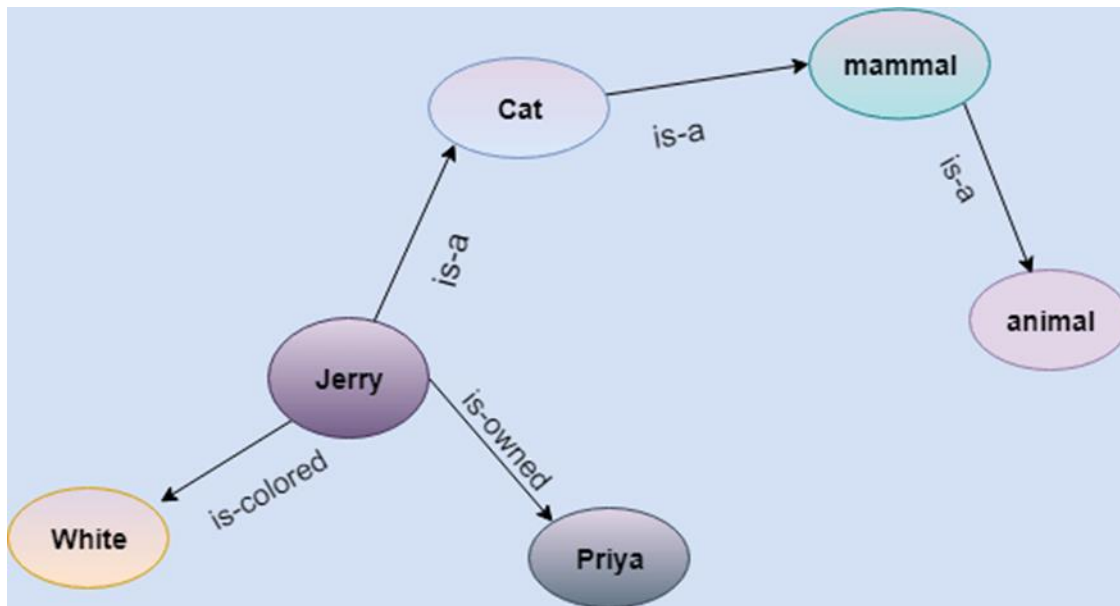 mammal
Cat
is-a
is-a
is-a
animal
Jerry
is-owned
is-colored
White
Priya